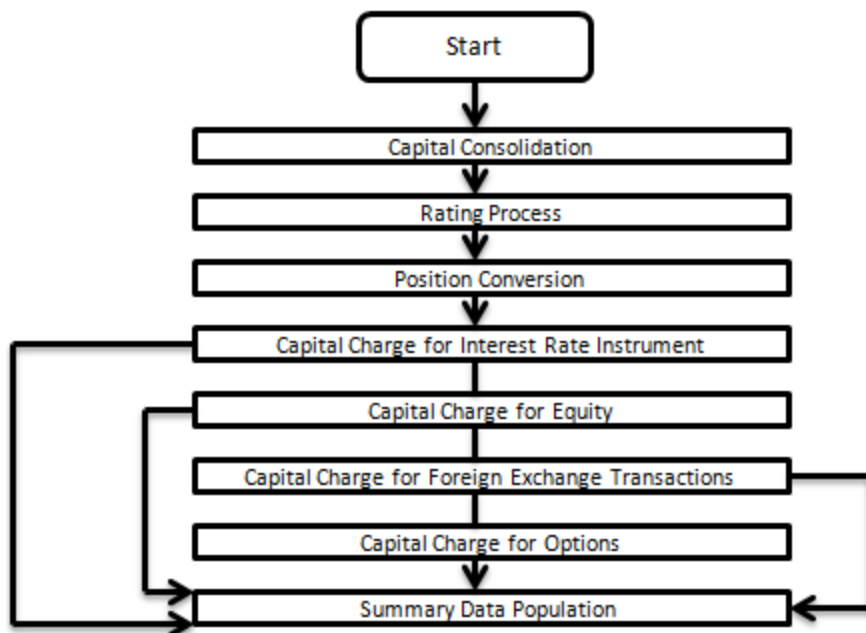 Start
Capital Consolidation
Rating Process
Position Conversion
Capital Charge for Interest Rate Instrument
Capital Charge for Equity
Capital Charge for Foreign Exchange Transactions
Capital Charge for Options
Summary Data Population